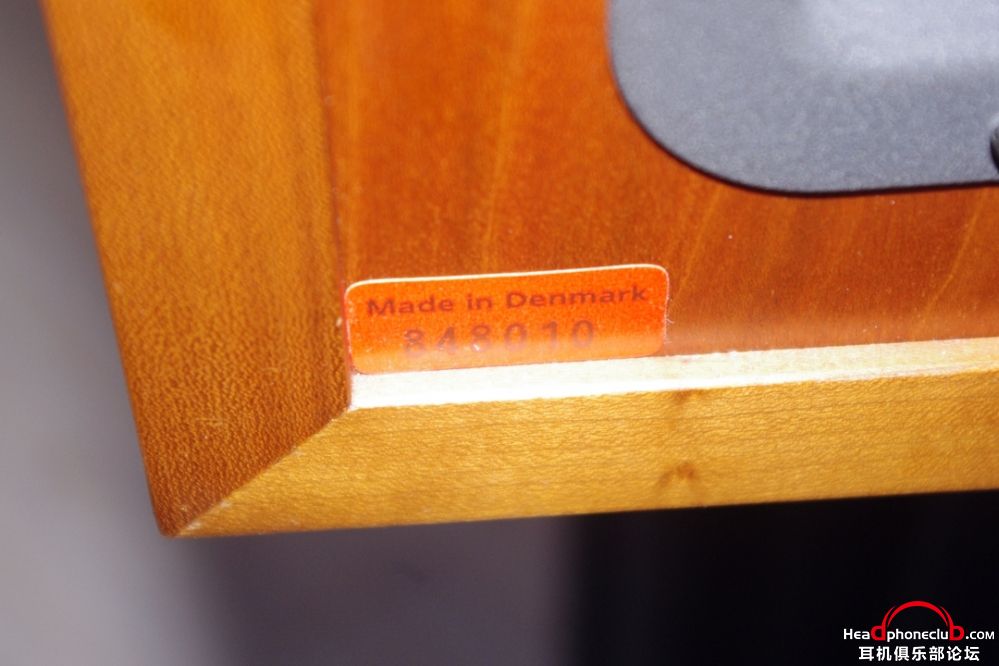 Made in Denmark
848010
Headphoneclub.com
耳机俱乐部论坛